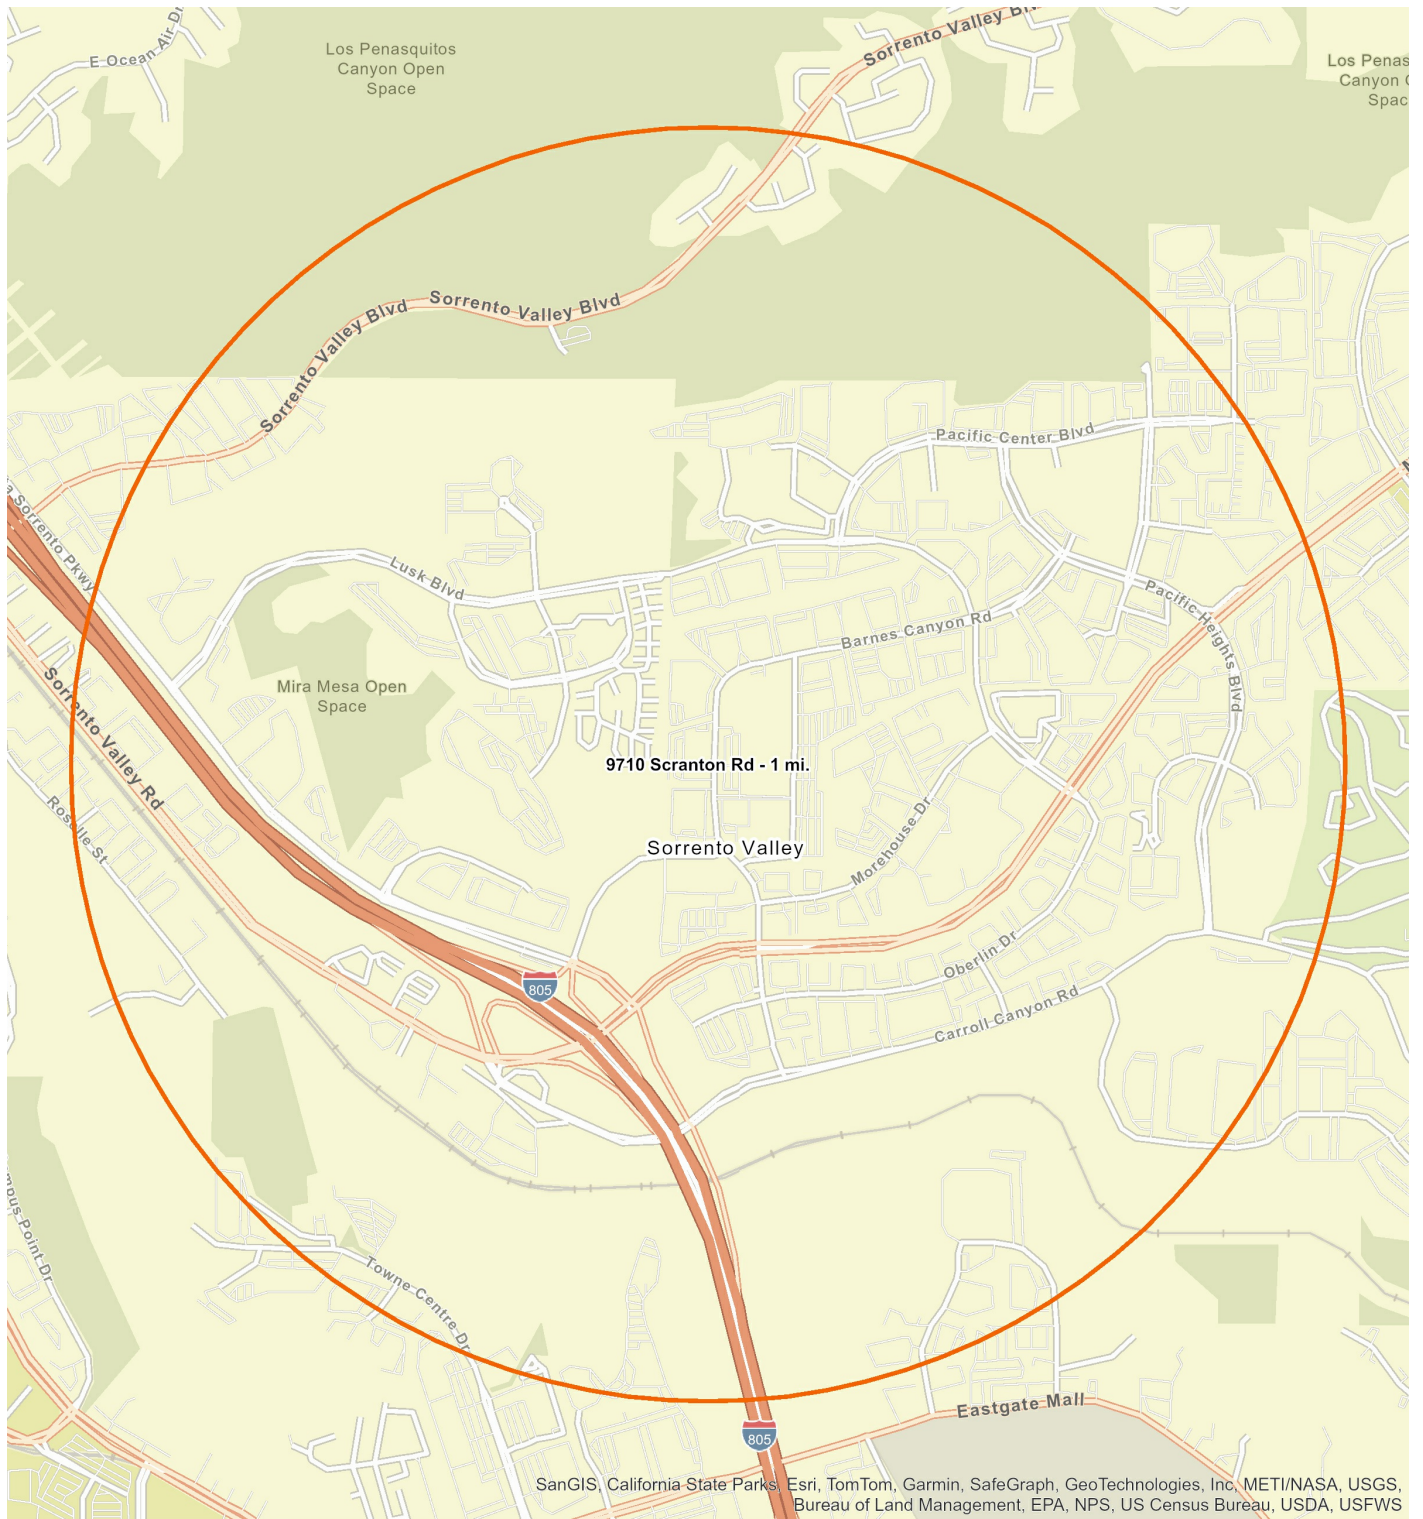 Sorrento Valley Blv
E Ocean Air Dr
Los Penasquitos
Canyon Open
Space
Los Penas
Canyon O
Spac
Sorrento Valley Blvd
Sorrento Valley Blvd
Pacific Center Blvd
a Sorrento Pkwy
Lusk Blvd
Pacific Heights Blvd
Barnes Canyon Rd
Mira Mesa Open
Space
Sorrento Valley Rd
9710 Scranton Rd - 1 mi.
Roselle St
Morehouse Dr
Sorrento Valley
Oberlin Dr
805
Carroll Canyon Rd
mpus Point Dr
Towne Centre Dr
Eastgate Mall
805
SanGIS, California State Parks, Esri, TomTom, Garmin, SafeGraph, GeoTechnologies, Inc, METI/NASA, USGS,
Bureau of Land Management, EPA, NPS, US Census Bureau, USDA, USFWS